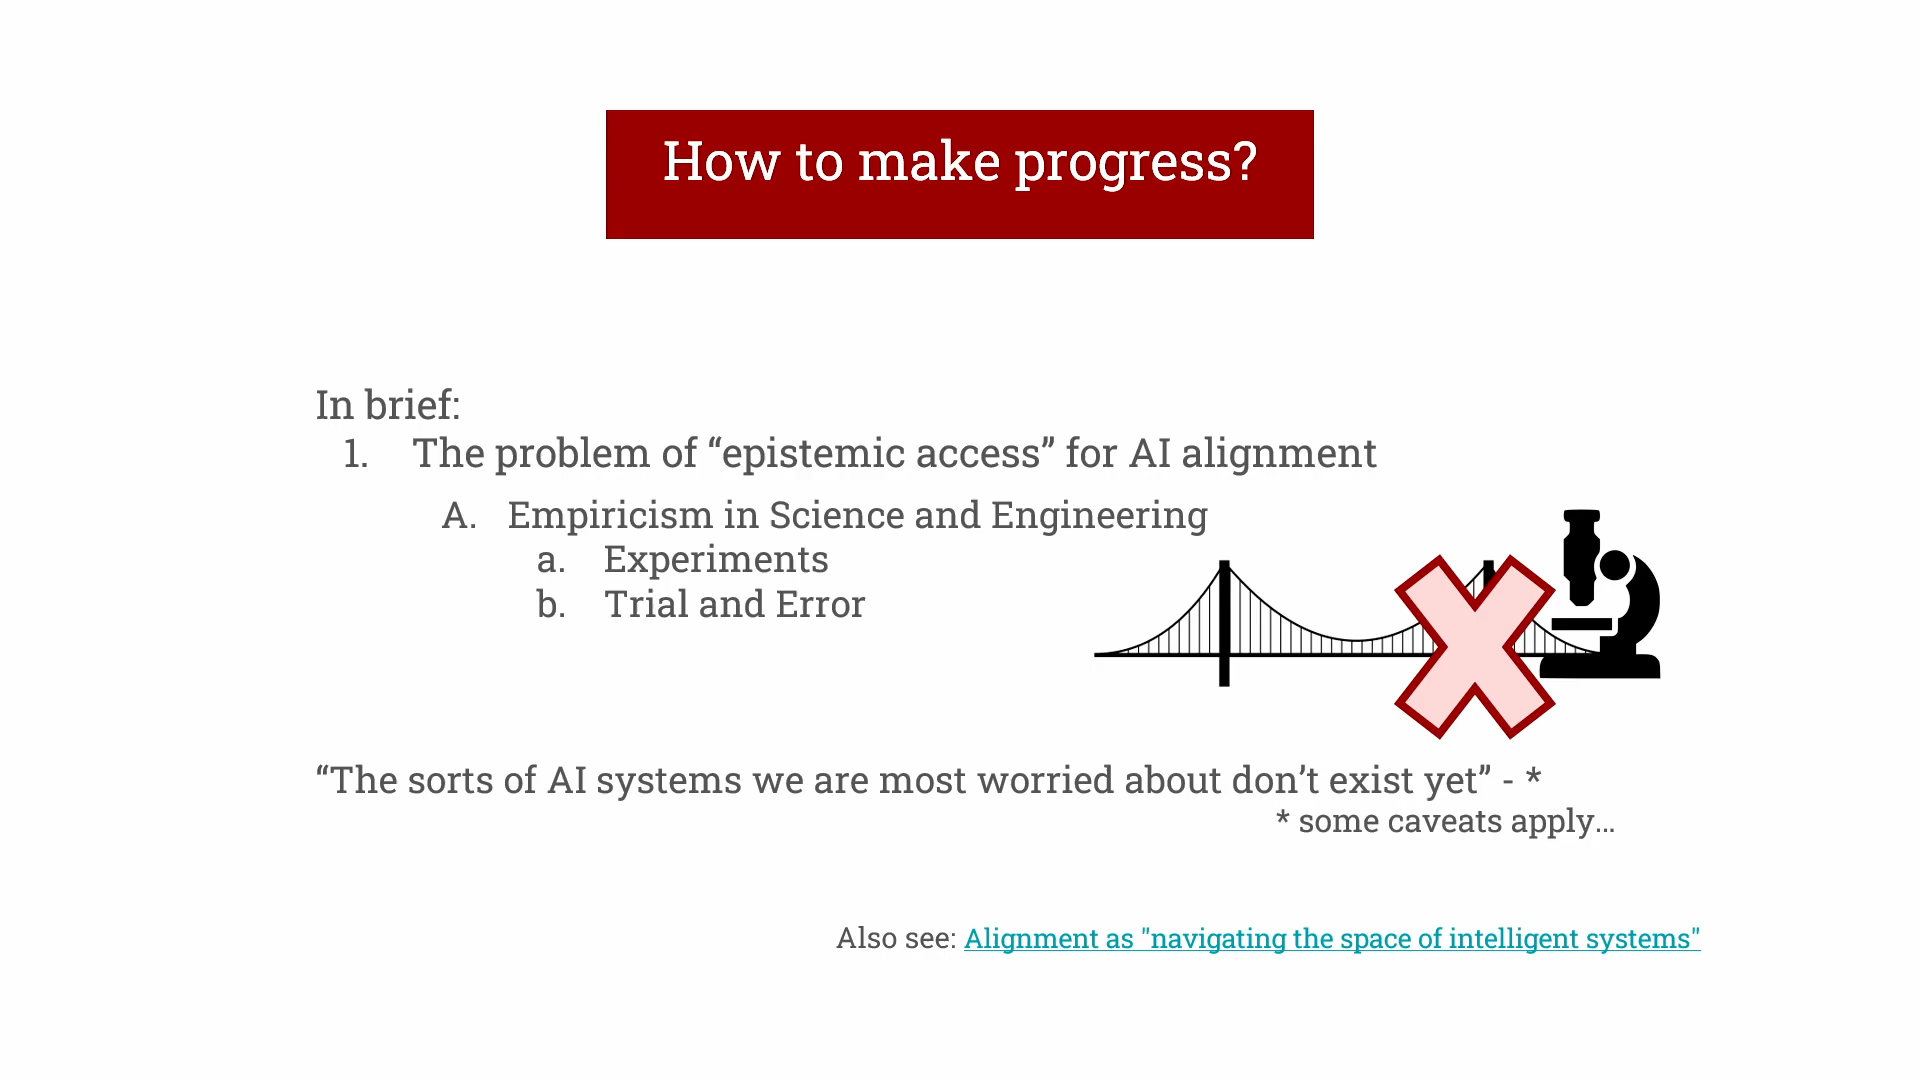 How to make progress?
In brief:
1. The problem of “epistemic access” for AI alignment
A. Empiricism in Science and Engineering
a. Experiments
b. Trial and Error
“The sorts of AI systems we are most worried about don’t exist yet” - *
* some caveats apply…
Also see: Alignment as "navigating the space of intelligent systems"